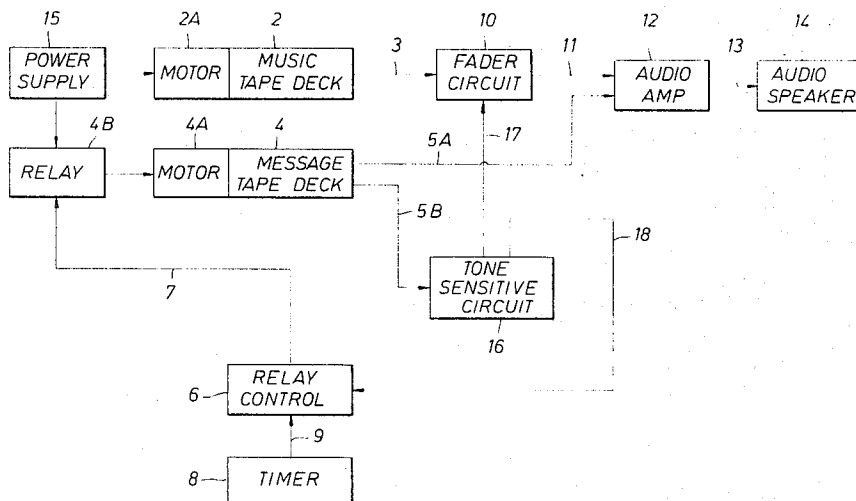 15
2A
2
10
12
14
POWER
SUPPLY
MOTOR
MUSIC
TAPE DECK
3
FADER
CIRCUIT
11
AUDIO
AMP
13
AUDIO
SPEAKER
4B
4A
4
17
RELAY
MOTOR
MESSAGE
TAPE DECK
5A
5B
18
TONE
SENSITIVE
CIRCUIT
16
7
6
RELAY
CONTROL
9
8
TIMER